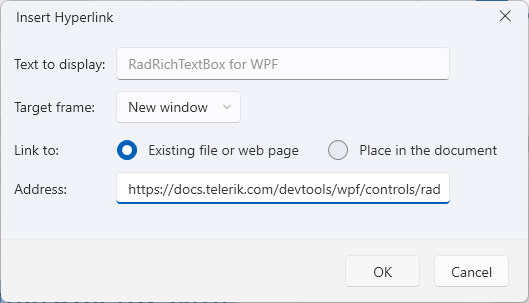 Insert Hyperlink
Text to display: RadRichTextBox for WPF
Target frame: New window
Link to: Existing file or web page Place in the document
Address: https://docs.telerik.com/devtools/wpf/controls/rad
OK Cancel